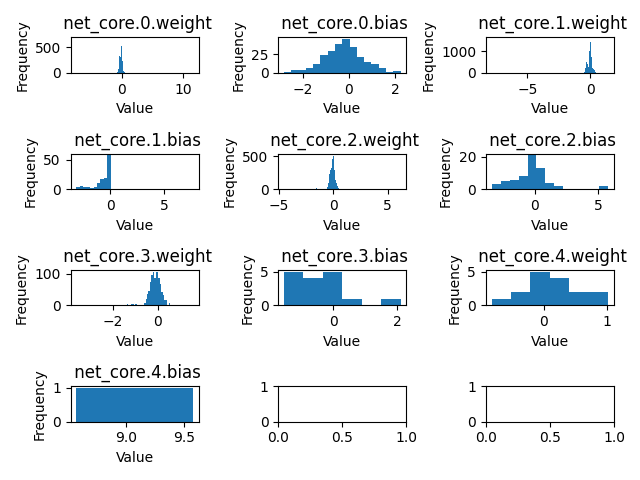 net_core.0.weight
Frequency
500
0
0
10
Value
net_core.0.bias
Frequency
25
0
−2
0
2
Value
net_core.1.weight
Frequency
1000
0
−5
0
Value
net_core.1.bias
Frequency
50
0
0
5
Value
net_core.2.weight
Frequency
500
0
−5
0
5
Value
net_core.2.bias
Frequency
20
0
0
5
Value
net_core.3.weight
Frequency
100
0
−2
0
Value
net_core.3.bias
Frequency
5
0
0
2
Value
net_core.4.weight
Frequency
5
0
0
1
Value
net_core.4.bias
Frequency
1
0
9.0
9.5
Value
1
0
0.0
0.5
1.0
1
0
0.0
0.5
1.0